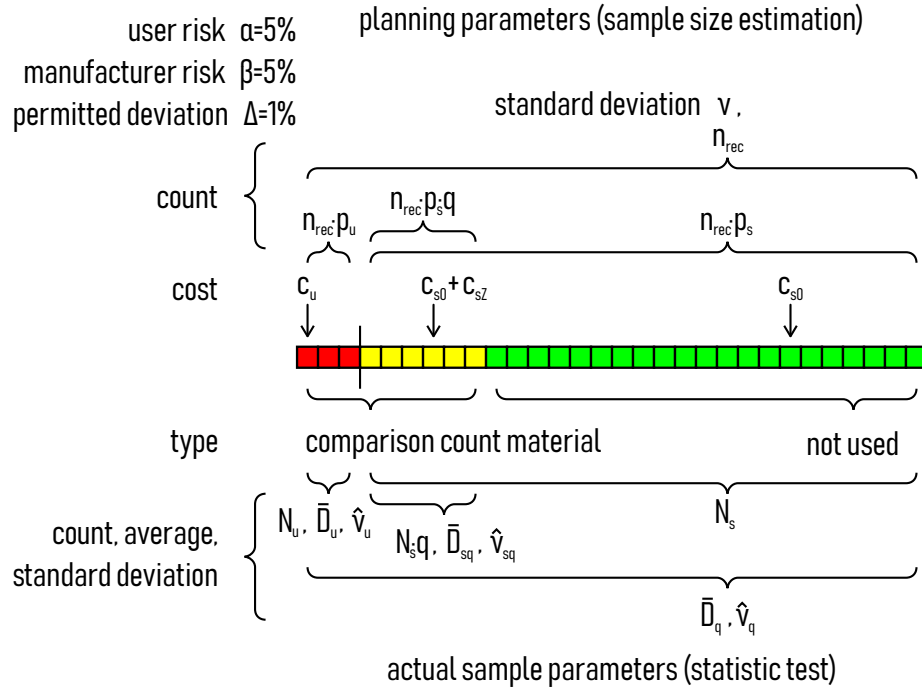 planning parameters (sample size estimation)
user risk α=5%
manufacturer risk β=5%
permitted deviation Δ=1%
standard deviation v,
n_rec
count
n_rec·p_u
n_rec·p_s·q
n_rec·p_s
cost
c_u
c_s0 + c_sZ
c_s0
type
comparison count material
not used
count, average,
standard deviation
N_u, D̄_u, v̂_u
N_s·q, D̄_sq, v̂_sq
N_s
D̄_q, v̂_q
actual sample parameters (statistic test)